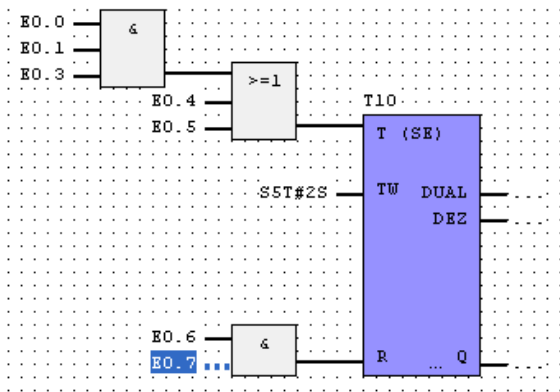 E0.0
&
E0.1
E0.3
>=1
E0.4
T10
E0.5
T (SE)
S5T#2S
TW DUAL ...
DEZ ...
E0.6
&
E0.7 ...
R ... Q ...